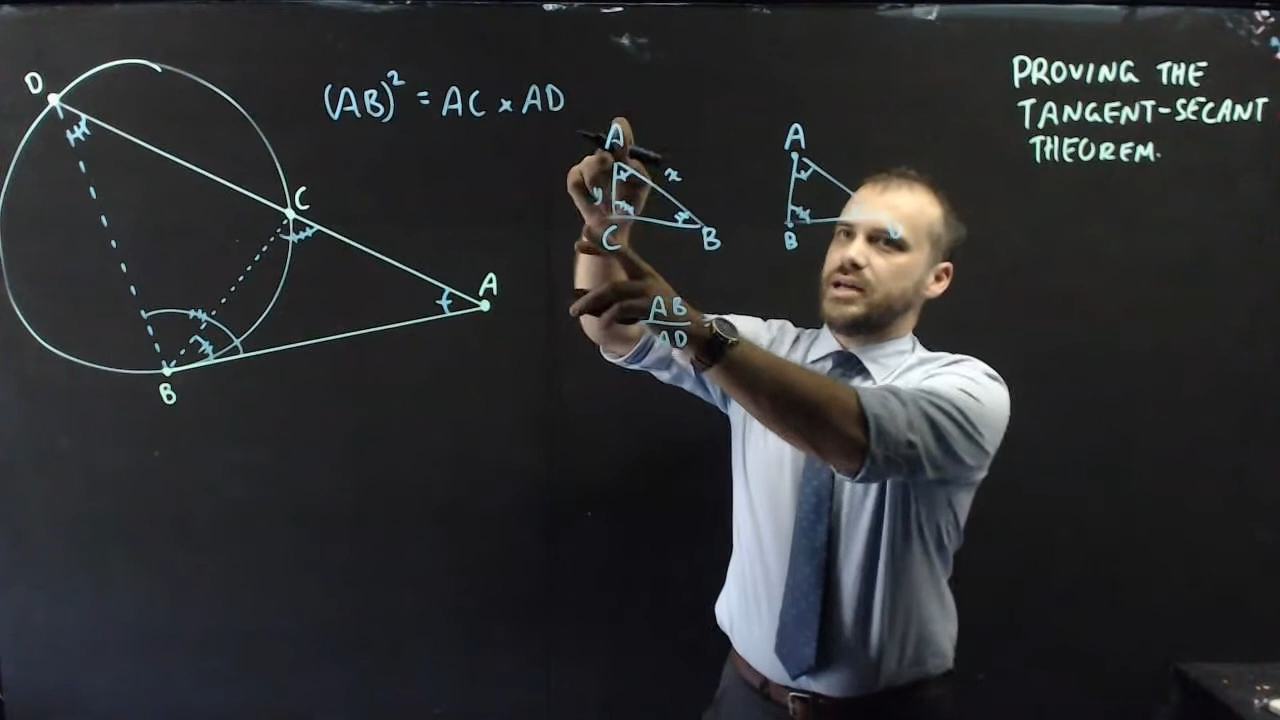 D
(AB)² = AC × AD
PROVING THE
TANGENT-SECANT
THEOREM.
A
x
y
C
B
A
B
C
A
B
AB
AD